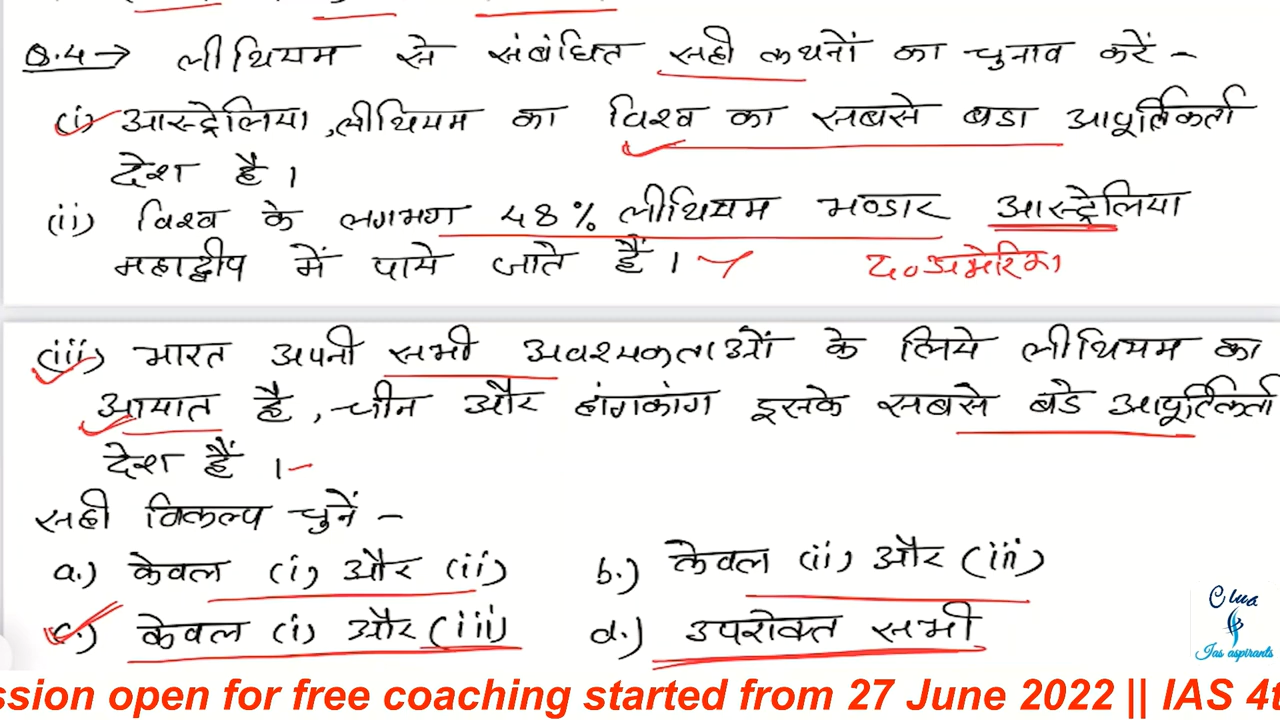 Q.4→ लीथियम से संबंधित सही कथनों का चुनाव करें -
(i) आस्ट्रेलिया, लीथियम का विश्व का सबसे बडा आपूर्तिकर्ता
देश है।
(ii) विश्व के लगभग 48% लीथियम भण्डार आस्ट्रेलिया
महाद्वीप में पाये जाते हैं।
द० अमेरिका
(iii) भारत अपनी सभी अवश्यकताओं के लिये लीथियम का
आयात है, चीन और हांगकांग इसके सबसे बडे आपूर्तिकर्ता
देश हैं।
सही विकल्प चुनें -
a.) केवल (i) और (ii) b.) केवल (ii) और (iii)
c.) केवल (i) और (iii) d.) उपरोक्त सभी
Ias aspirants
ssion open for free coaching started from 27 June 2022 || IAS 4t